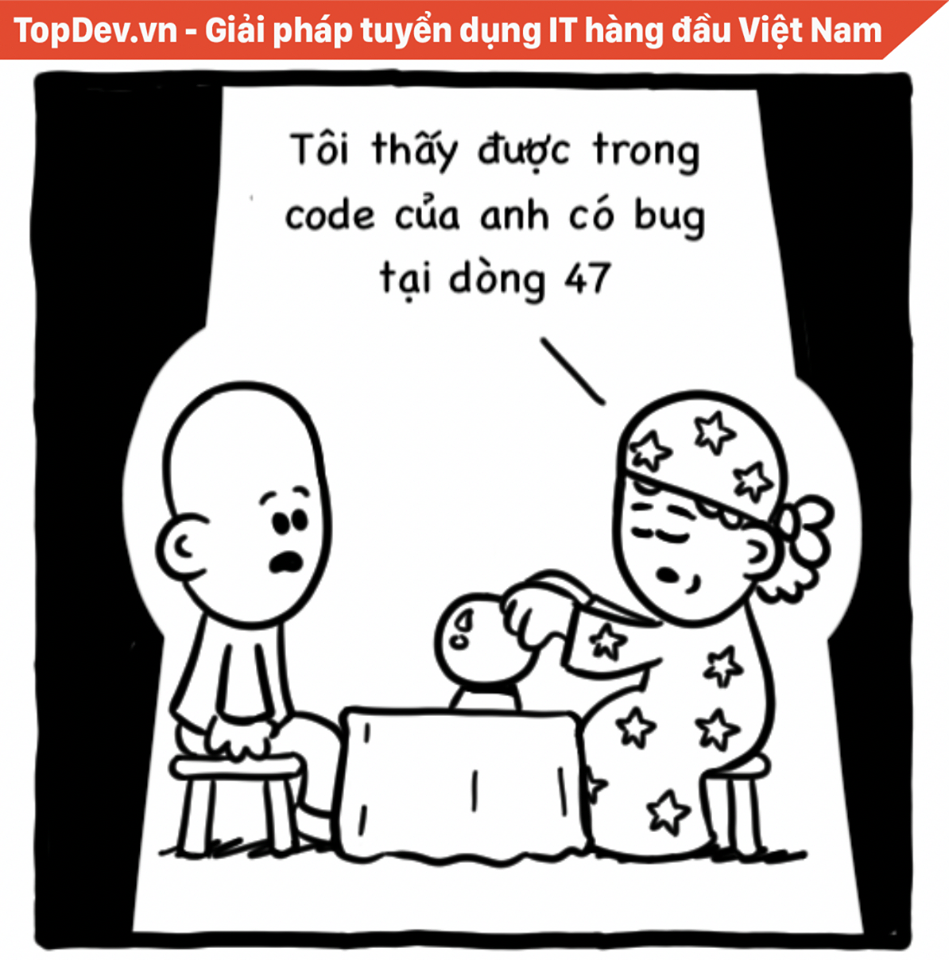 TopDev.vn - Giải pháp tuyển dụng IT hàng đầu Việt Nam
Tôi thấy được trong
code của anh có bug
tại dòng 47